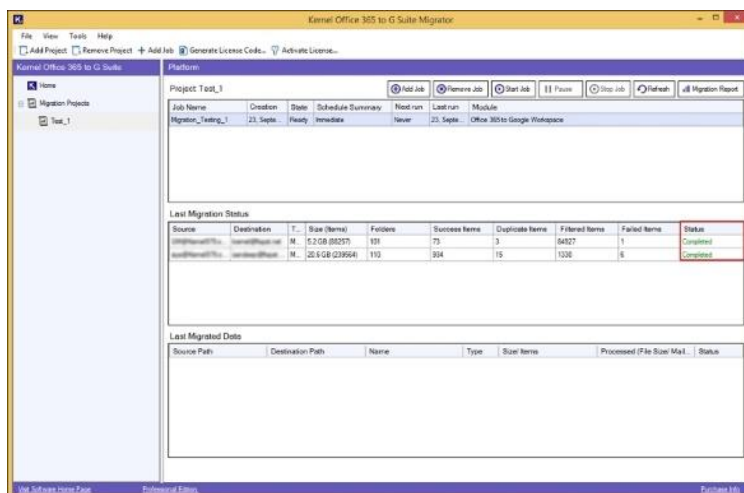 Kernel Office 365 to G Suite Migrator
File View Tools Help
Add Project Remove Project Add Job Generate License Code... Activate License...
Kernel Office 365 to G Suite
Platform
Home
Migration Projects
Test_1
Project: Test_1
Add Job Remove Job Start Job Pause Stop Job Refresh Migration Report
Job Name Creation State Schedule Summary Next run Last run Module
Migration_Testing_1 23, Septe... Ready Immediate Never 23, Septe... Office 365 to Google Workspace
Last Migration Status
Source Destination T... Size (Items) Folders Success Items Duplicate Items Filtered Items Failed Items Status
M... 5.2 GB 101 73 3 1 Completed
M... 20.6 GB (239564) 110 934 15 1338 6 Completed
Last Migrated Data
Source Path Destination Path Name Type Size/ Items Processed (File Size/ Mail... Status
Visit Software Home Page Professional Edition. Purchase Info